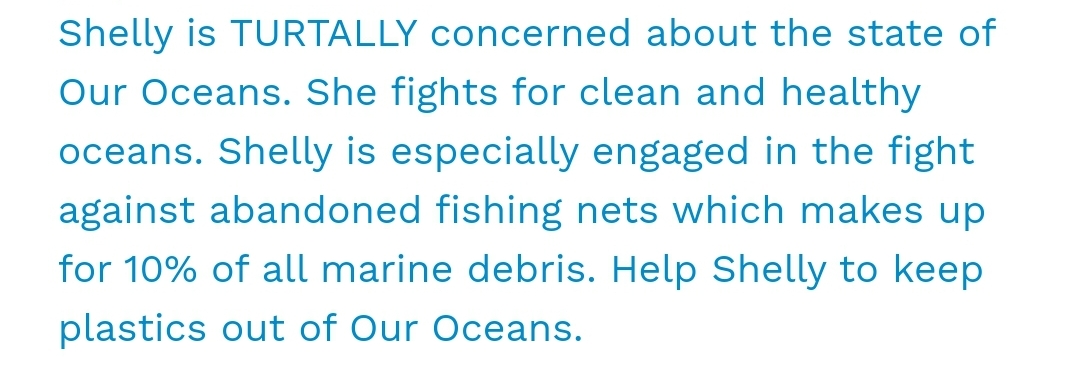 Shelly is TURTALLY concerned about the state of
Our Oceans. She fights for clean and healthy
oceans. Shelly is especially engaged in the fight
against abandoned fishing nets which makes up
for 10% of all marine debris. Help Shelly to keep
plastics out of Our Oceans.